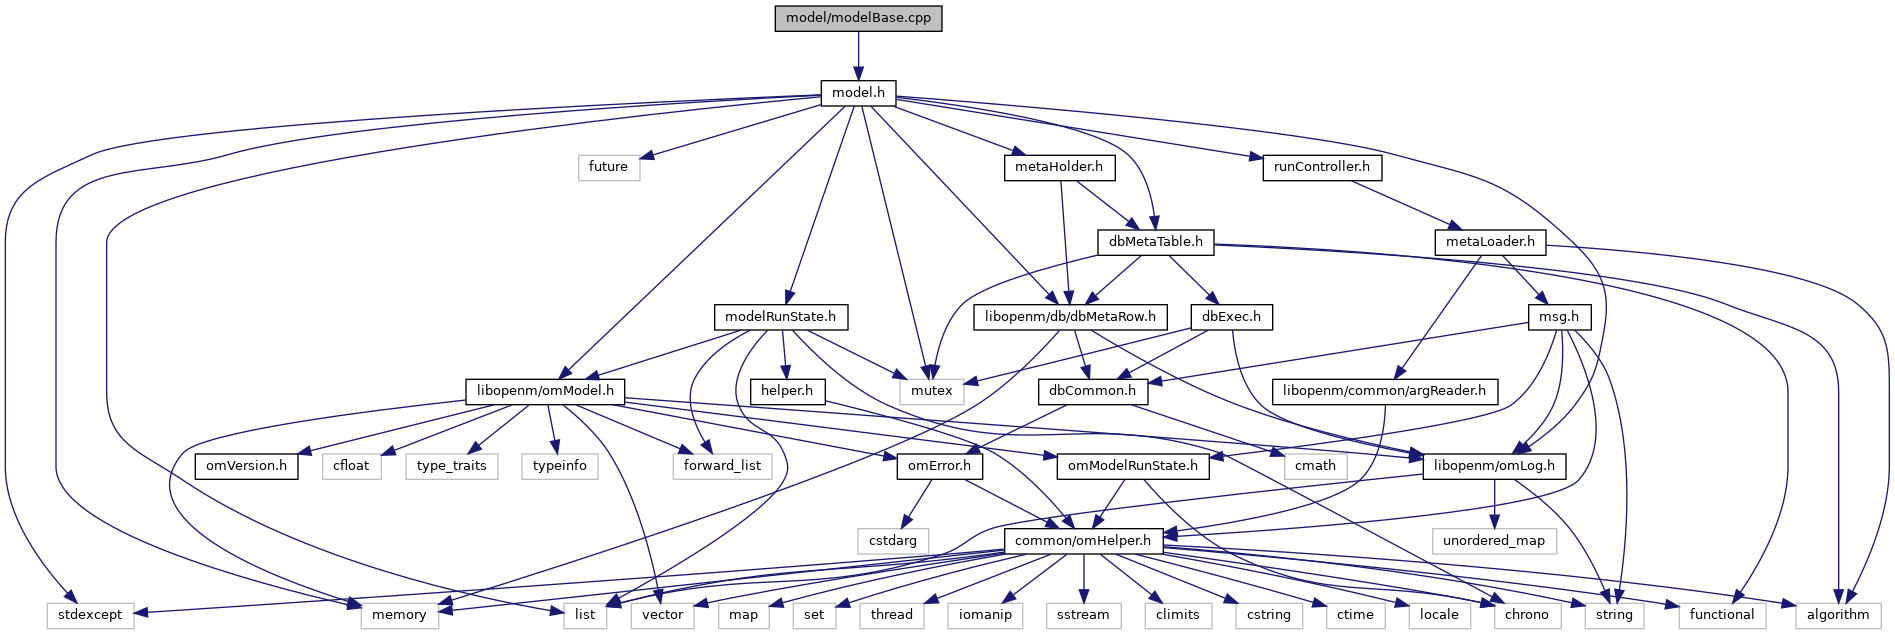 model/modelBase.cpp
model.h
future
metaHolder.h
runController.h
dbMetaTable.h
metaLoader.h
modelRunState.h
libopenm/db/dbMetaRow.h
dbExec.h
msg.h
libopenm/omModel.h
helper.h
mutex
dbCommon.h
libopenm/common/argReader.h
omVersion.h
cfloat
type_traits
typeinfo
forward_list
omError.h
omModelRunState.h
cmath
libopenm/omLog.h
cstdarg
common/omHelper.h
unordered_map
stdexcept
memory
list
vector
map
set
thread
iomanip
sstream
climits
cstring
ctime
locale
chrono
string
functional
algorithm